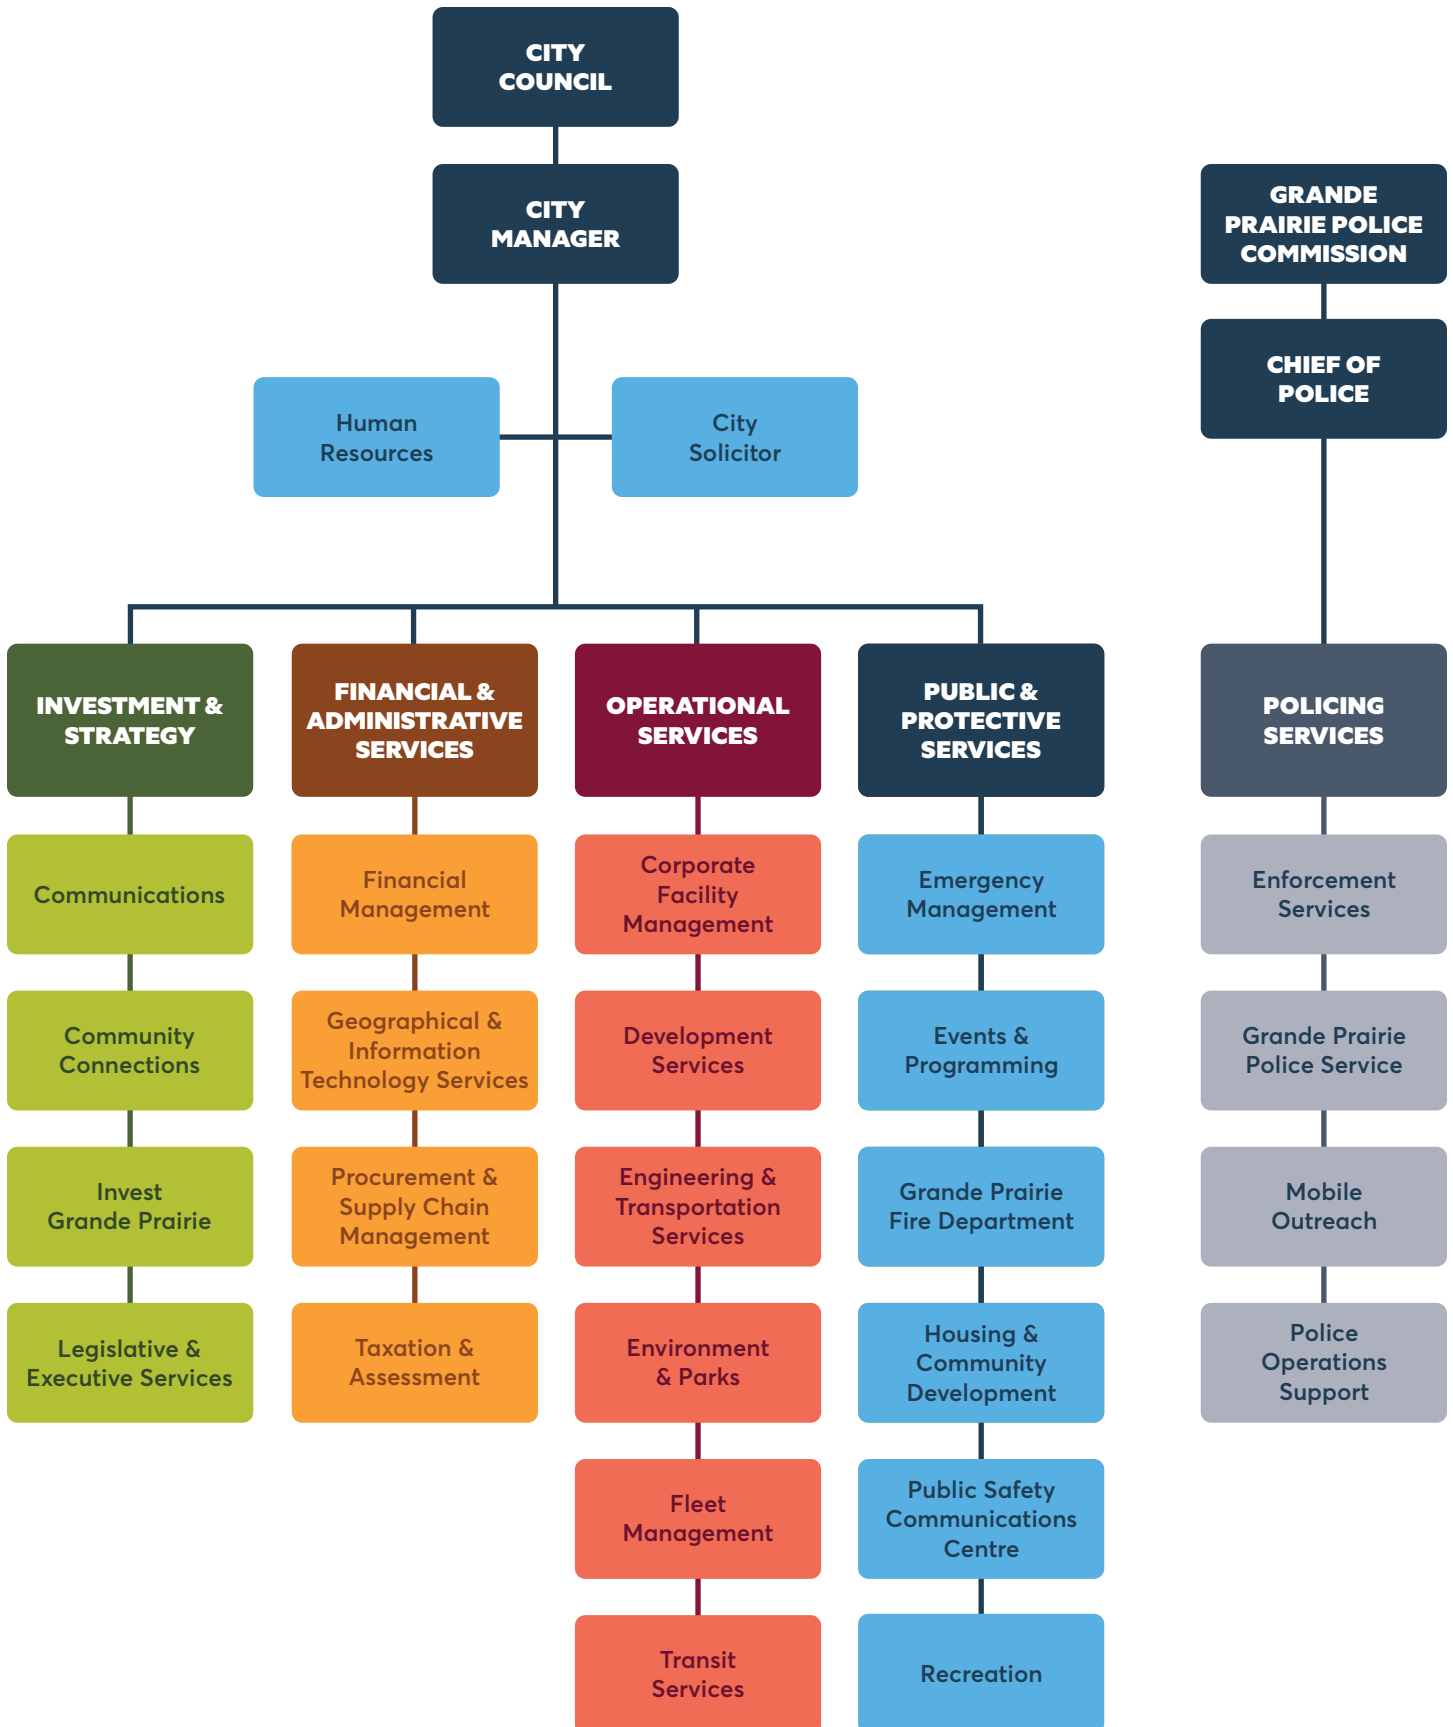 CITY
COUNCIL
CITY
MANAGER
GRANDE
PRAIRIE POLICE
COMMISSION
CHIEF OF
POLICE
Human
Resources
City
Solicitor
INVESTMENT &
STRATEGY
Communications
Community
Connections
Invest
Grande Prairie
Legislative &
Executive Services
FINANCIAL &
ADMINISTRATIVE
SERVICES
Financial
Management
Geographical &
Information
Technology Services
Procurement &
Supply Chain
Management
Taxation &
Assessment
OPERATIONAL
SERVICES
Corporate
Facility
Management
Development
Services
Engineering &
Transportation
Services
Environment
& Parks
Fleet
Management
Transit
Services
PUBLIC &
PROTECTIVE
SERVICES
Emergency
Management
Events &
Programming
Grande Prairie
Fire Department
Housing &
Community
Development
Public Safety
Communications
Centre
Recreation
POLICING
SERVICES
Enforcement
Services
Grande Prairie
Police Service
Mobile
Outreach
Police
Operations
Support